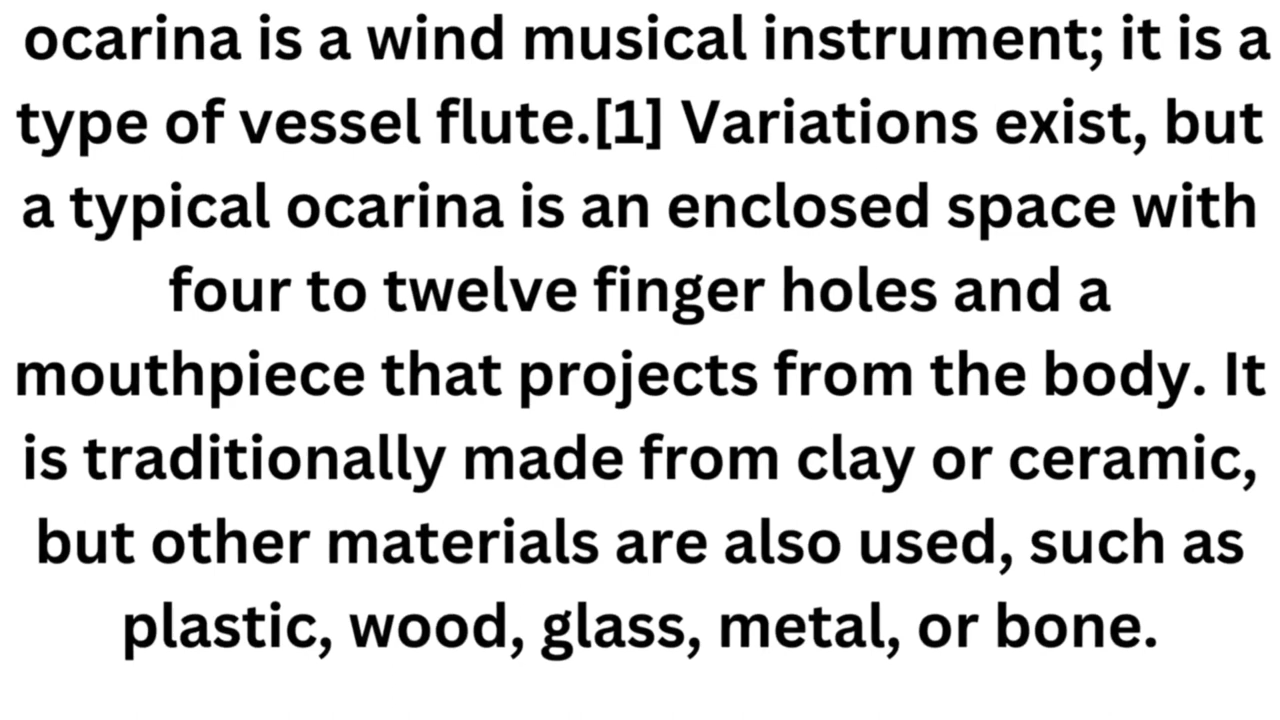 ocarina is a wind musical instrument; it is a
type of vessel flute.[1] Variations exist, but
a typical ocarina is an enclosed space with
four to twelve finger holes and a
mouthpiece that projects from the body. It
is traditionally made from clay or ceramic,
but other materials are also used, such as
plastic, wood, glass, metal, or bone.